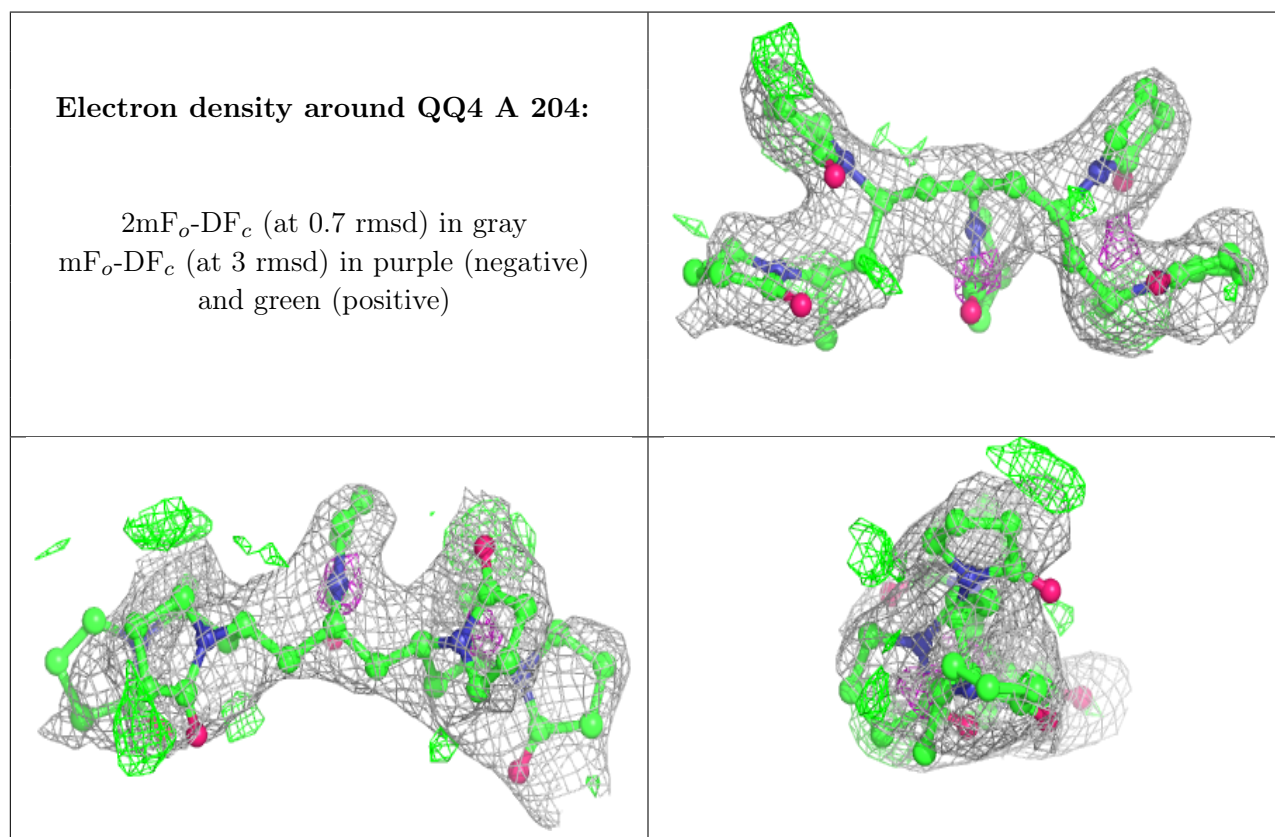 Electron density around QQ4 A 204:
2mFo-DFc (at 0.7 rmsd) in gray
mFo-DFc (at 3 rmsd) in purple (negative)
and green (positive)